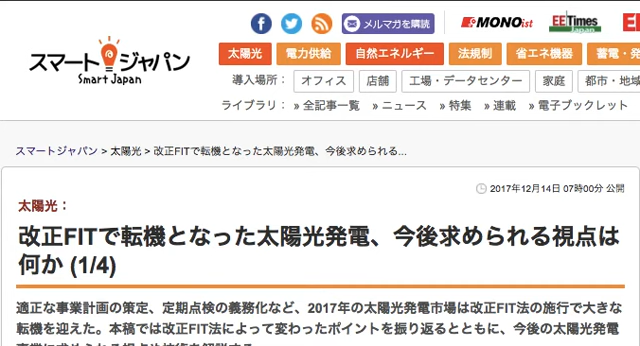 メルマガを購読
MONOist
EETimes
Japan
スマートジャパン
Smart Japan
太陽光 電力供給 自然エネルギー 法規制 省エネ機器 蓄電・発
導入場所： オフィス 店舗 工場・データセンター 家庭 都市・地域
ライブラリ： » 全記事一覧 » ニュース » 特集 » 連載 » 電子ブックレット
スマートジャパン > 太陽光 > 改正FITで転機となった太陽光発電、今後求められる...
2017年12月14日 07時00分 公開
太陽光：
改正FITで転機となった太陽光発電、今後求められる視点は
何か (1/4)
適正な事業計画の策定、定期点検の義務化など、2017年の太陽光発電市場は改正FIT法の施行で大きな
転機を迎えた。本稿では改正FIT法によって変わったポイントを振り返るとともに、今後の太陽光発電